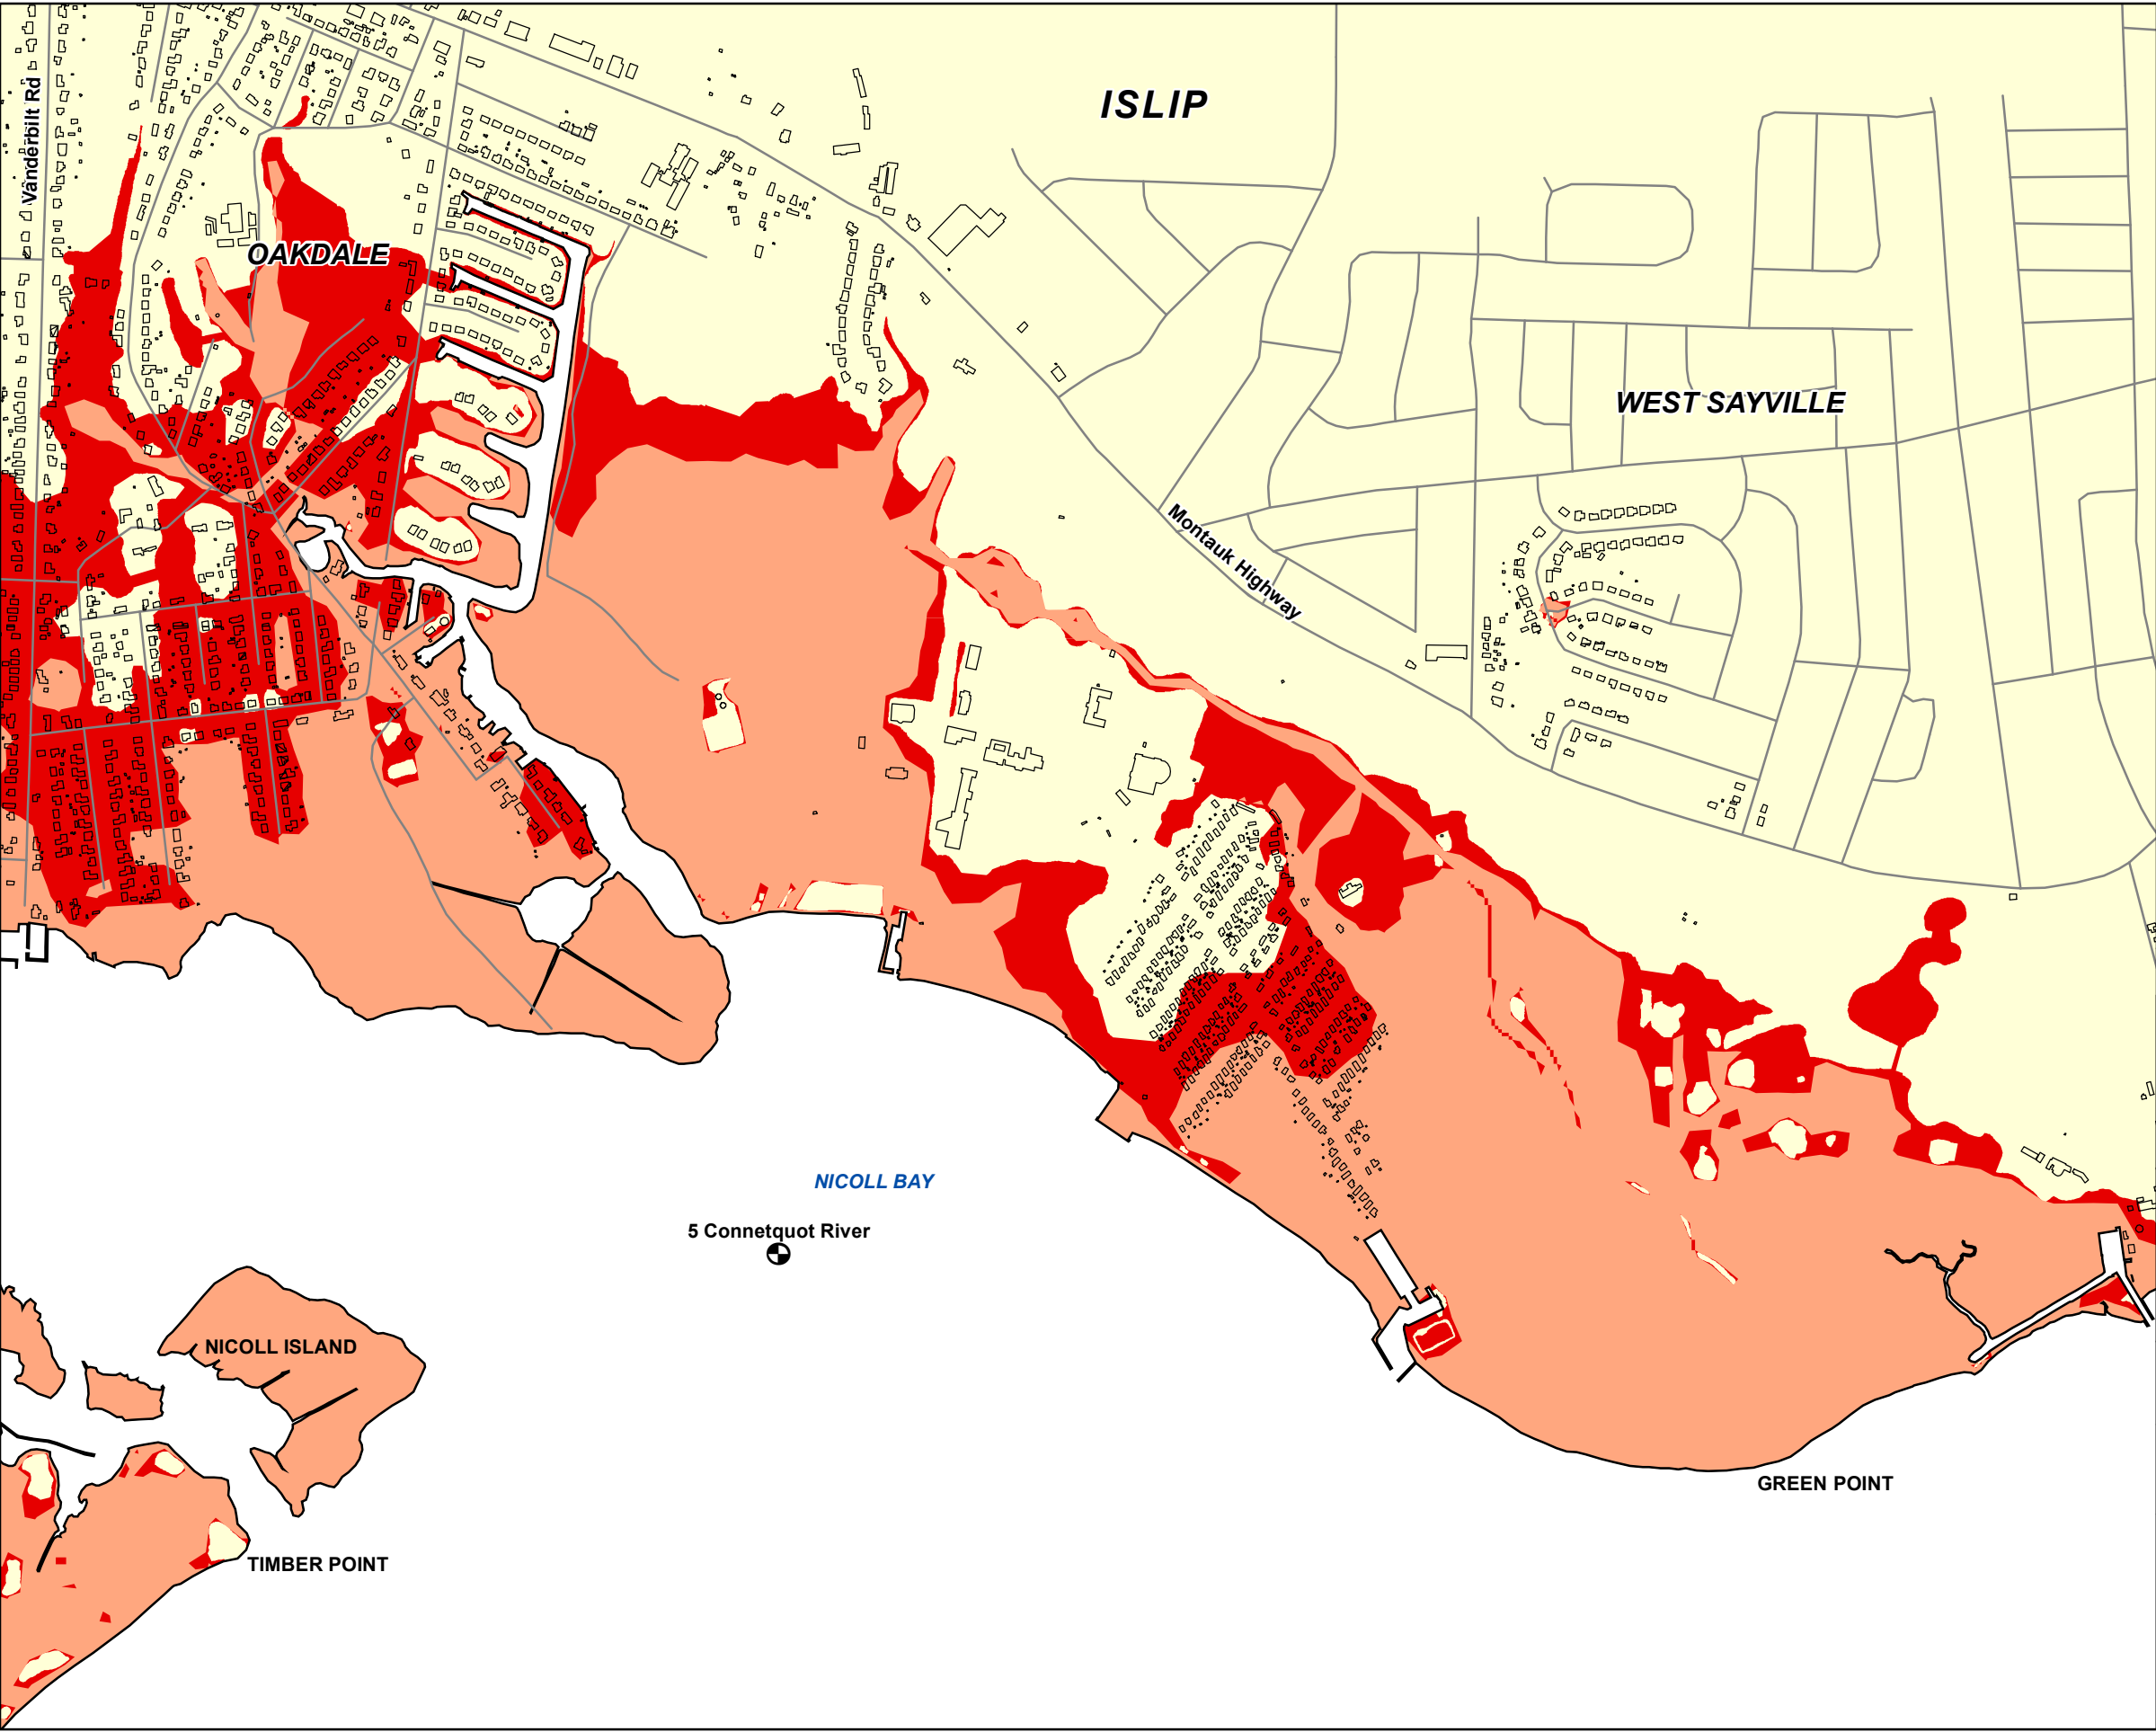 ISLIP
Vanderbilt Rd
OAKDALE
WEST SAYVILLE
Montauk Highway
NICOLL BAY
5 Connetquot River
NICOLL ISLAND
GREEN POINT
TIMBER POINT